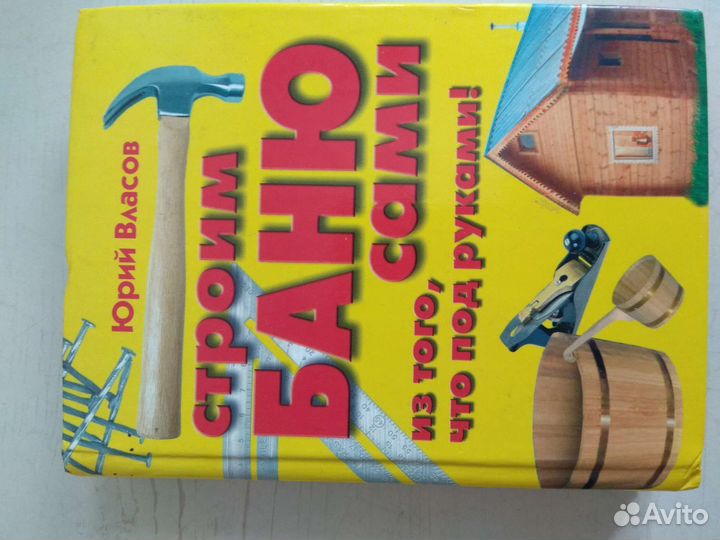 Юрий Власов
строим
БАНЮ
сами
из того,
что под руками!
Avito